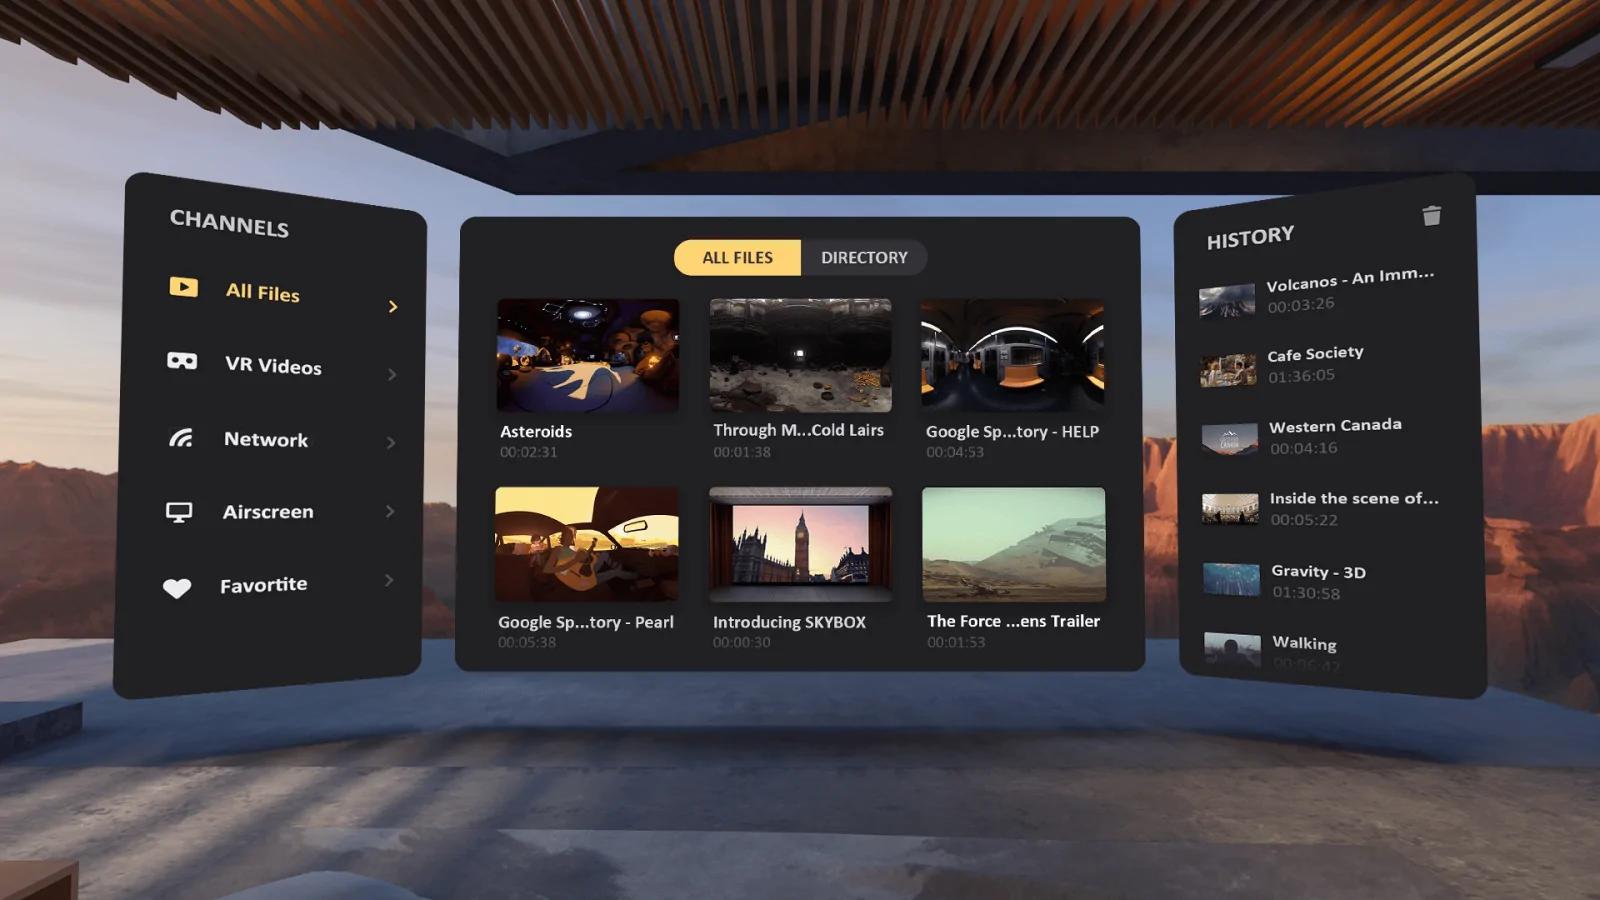 CHANNELS
All Files
VR Videos
Network
Airscreen
Favortite
ALL FILES
DIRECTORY
Asteroids
00:02:31
Through M...Cold Lairs
00:01:38
Google Sp...tory - HELP
00:04:53
Google Sp...tory - Pearl
00:05:38
Introducing SKYBOX
00:00:30
The Force ...ens Trailer
00:01:53
HISTORY
Volcanos - An Imm...
00:03:26
Cafe Society
01:36:05
Western Canada
00:04:16
Inside the scene of...
00:05:22
Gravity - 3D
01:30:58
Walking
00:06:42